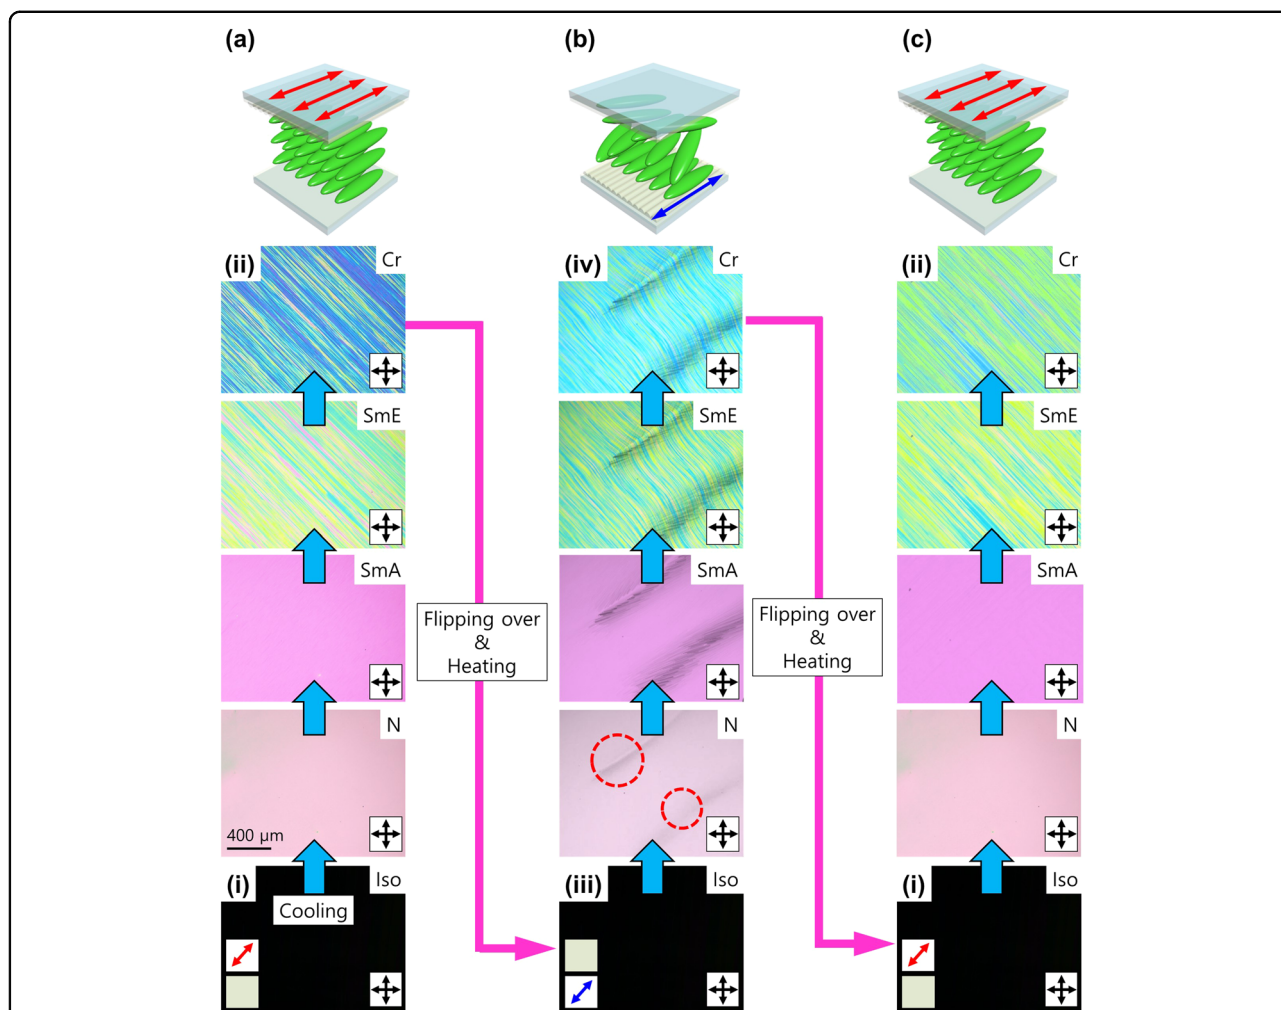 (a)
(b)
(c)
(ii)
Cr
(iv)
Cr
(ii)
Cr
SmE
SmE
SmE
SmA
SmA
SmA
Flipping over
&
Heating
Flipping over
&
Heating
N
N
N
400 µm
(i)
Iso
Cooling
(iii)
Iso
(i)
Iso